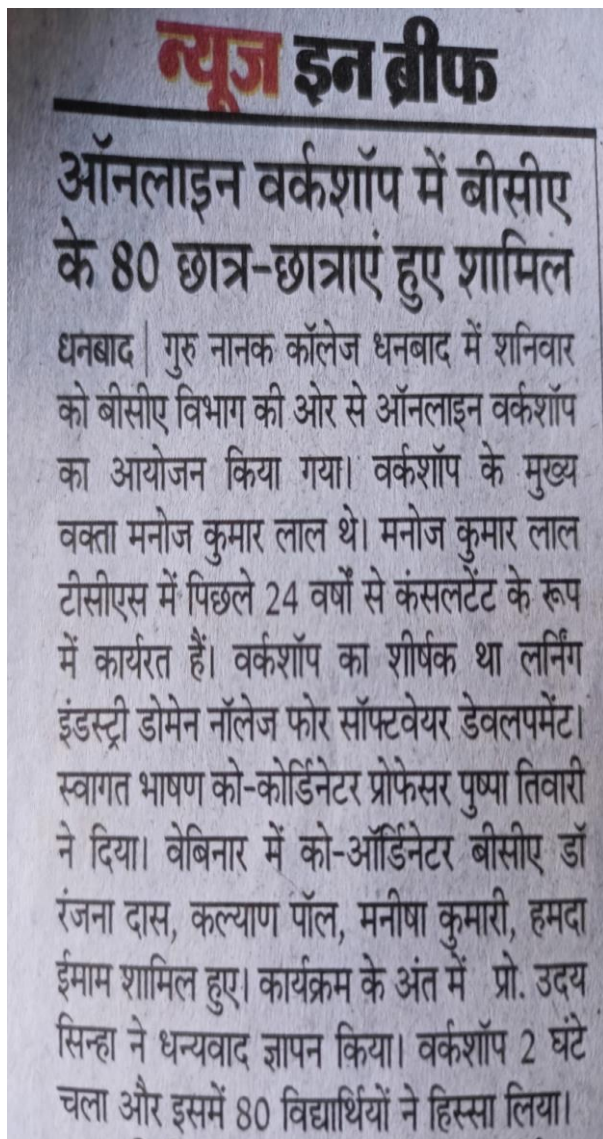 न्यूज इन ब्रीफ
ऑनलाइन वर्कशॉप में बीसीए
के 80 छात्र-छात्राएं हुए शामिल
धनबाद | गुरु नानक कॉलेज धनबाद में शनिवार
को बीसीए विभाग की ओर से ऑनलाइन वर्कशॉप
का आयोजन किया गया। वर्कशॉप के मुख्य
वक्ता मनोज कुमार लाल थे। मनोज कुमार लाल
टीसीएस में पिछले 24 वर्षों से कंसलटेंट के रूप
में कार्यरत हैं। वर्कशॉप का शीर्षक था लर्निंग
इंडस्ट्री डोमेन नॉलेज फोर सॉफ्टवेयर डेवलपमेंट।
स्वागत भाषण को-कोर्डिनेटर प्रोफेसर पुष्पा तिवारी
ने दिया। वेबिनार में को-ऑर्डिनेटर बीसीए डॉ
रंजना दास, कल्याण पॉल, मनीषा कुमारी, हमदा
ईमाम शामिल हुए। कार्यक्रम के अंत में प्रो. उदय
सिन्हा ने धन्यवाद ज्ञापन किया। वर्कशॉप 2 घंटे
चला और इसमें 80 विद्यार्थियों ने हिस्सा लिया।